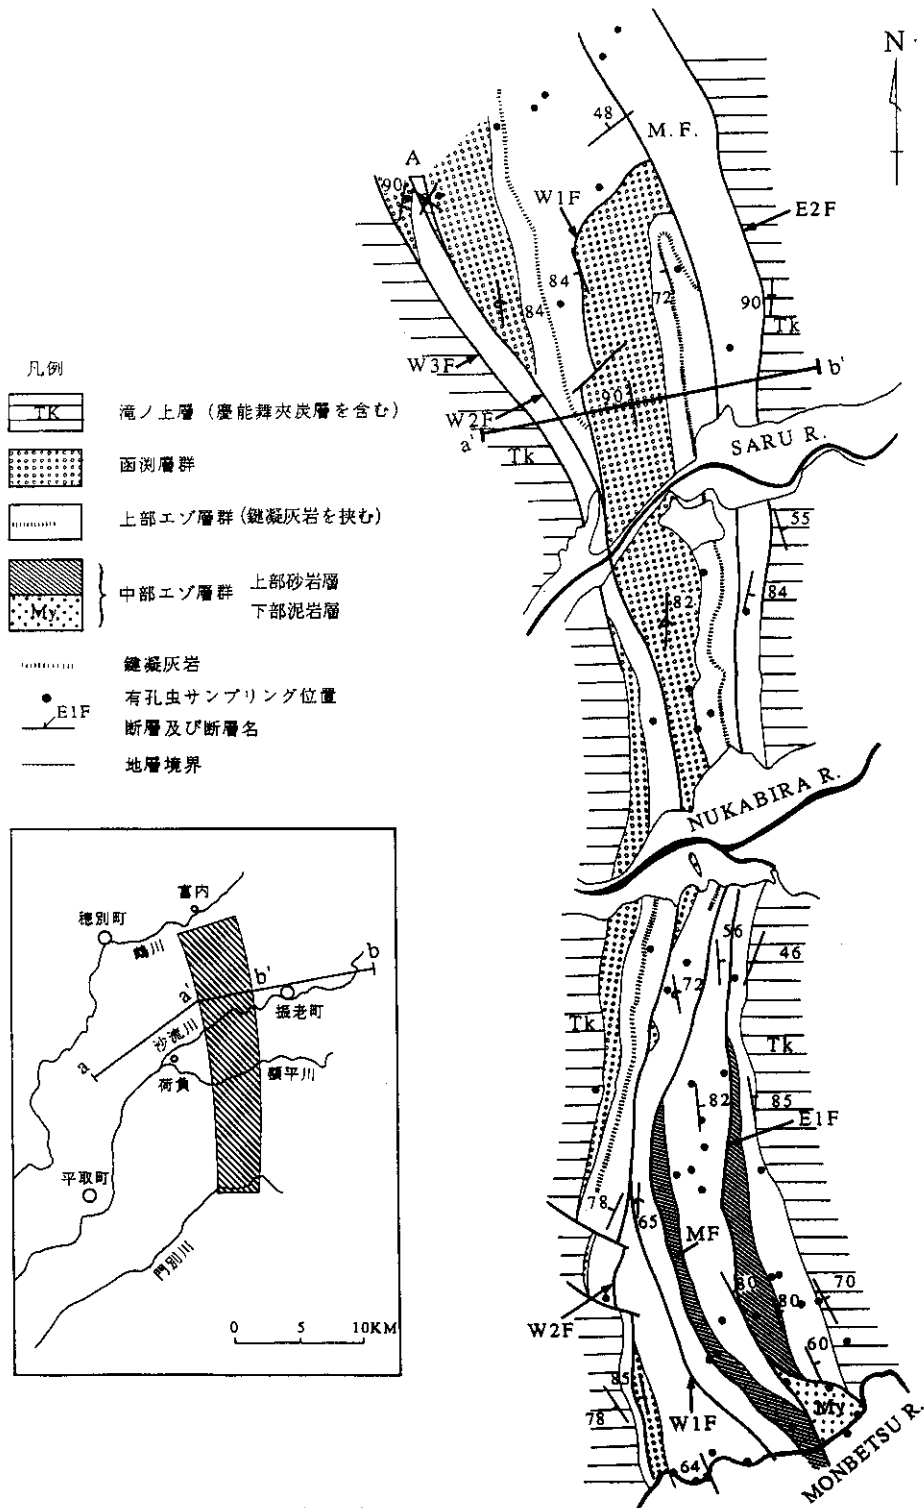 N
48
M. F.
A
90
W1F
E2F
84
72
84
90
Tk
W3F
b'
90
W2F
a'
Tk
SARU R.
55
82
84
NUKABIRA R.
56
46
72
Tk
Tk
82
85
E1F
78
65
MF
80
80
70
W2F
60
85
My
78
W1F
64
MONBETSU R.
凡例
TK
滝ノ上層 (慶能舞夾炭層を含む)
函渕層群
上部エゾ層群 (鍵凝灰岩を挟む)
中部エゾ層群
上部砂岩層
My
下部泥岩層
鍵凝灰岩
有孔虫サンプリング位置
E1F
断層及び断層名
地層境界
富内
穂別町
鵡川
b
b'
a'
振老町
沙流川
a
荷負
額平川
平取町
門別川
0 5 10KM